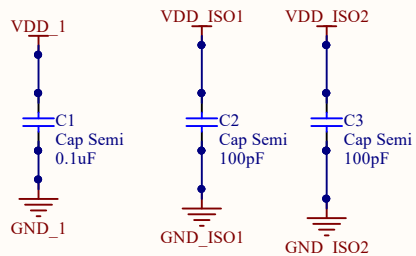 VDD_1
C1
Cap Semi
0.1uF
GND_1
VDD_ISO1
C2
Cap Semi
100pF
GND_ISO1
VDD_ISO2
C3
Cap Semi
100pF
GND_ISO2